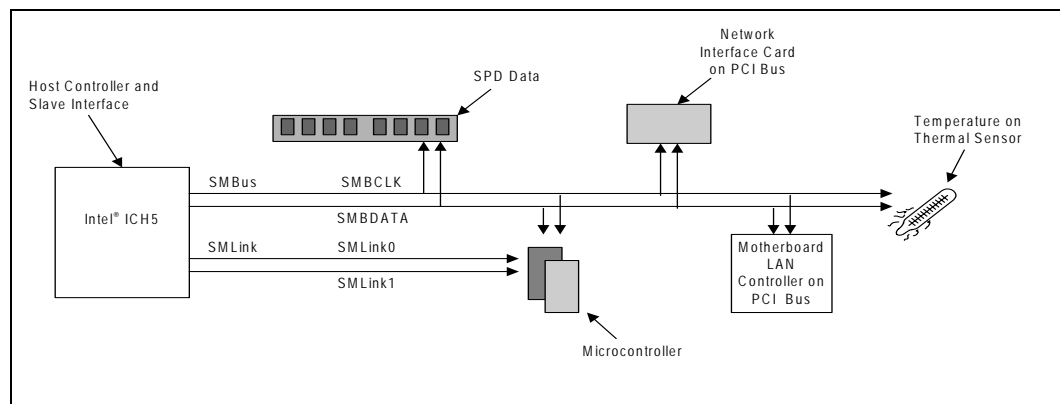 Network
Interface Card
on PCI Bus
SPD Data
Host Controller and
Slave Interface
Temperature on
Thermal Sensor
SMBus
SMBCLK
Intel® ICH5
SMBDATA
SMLink
SMLink0
SMLink1
Motherboard
LAN
Controller on
PCI Bus
Microcontroller